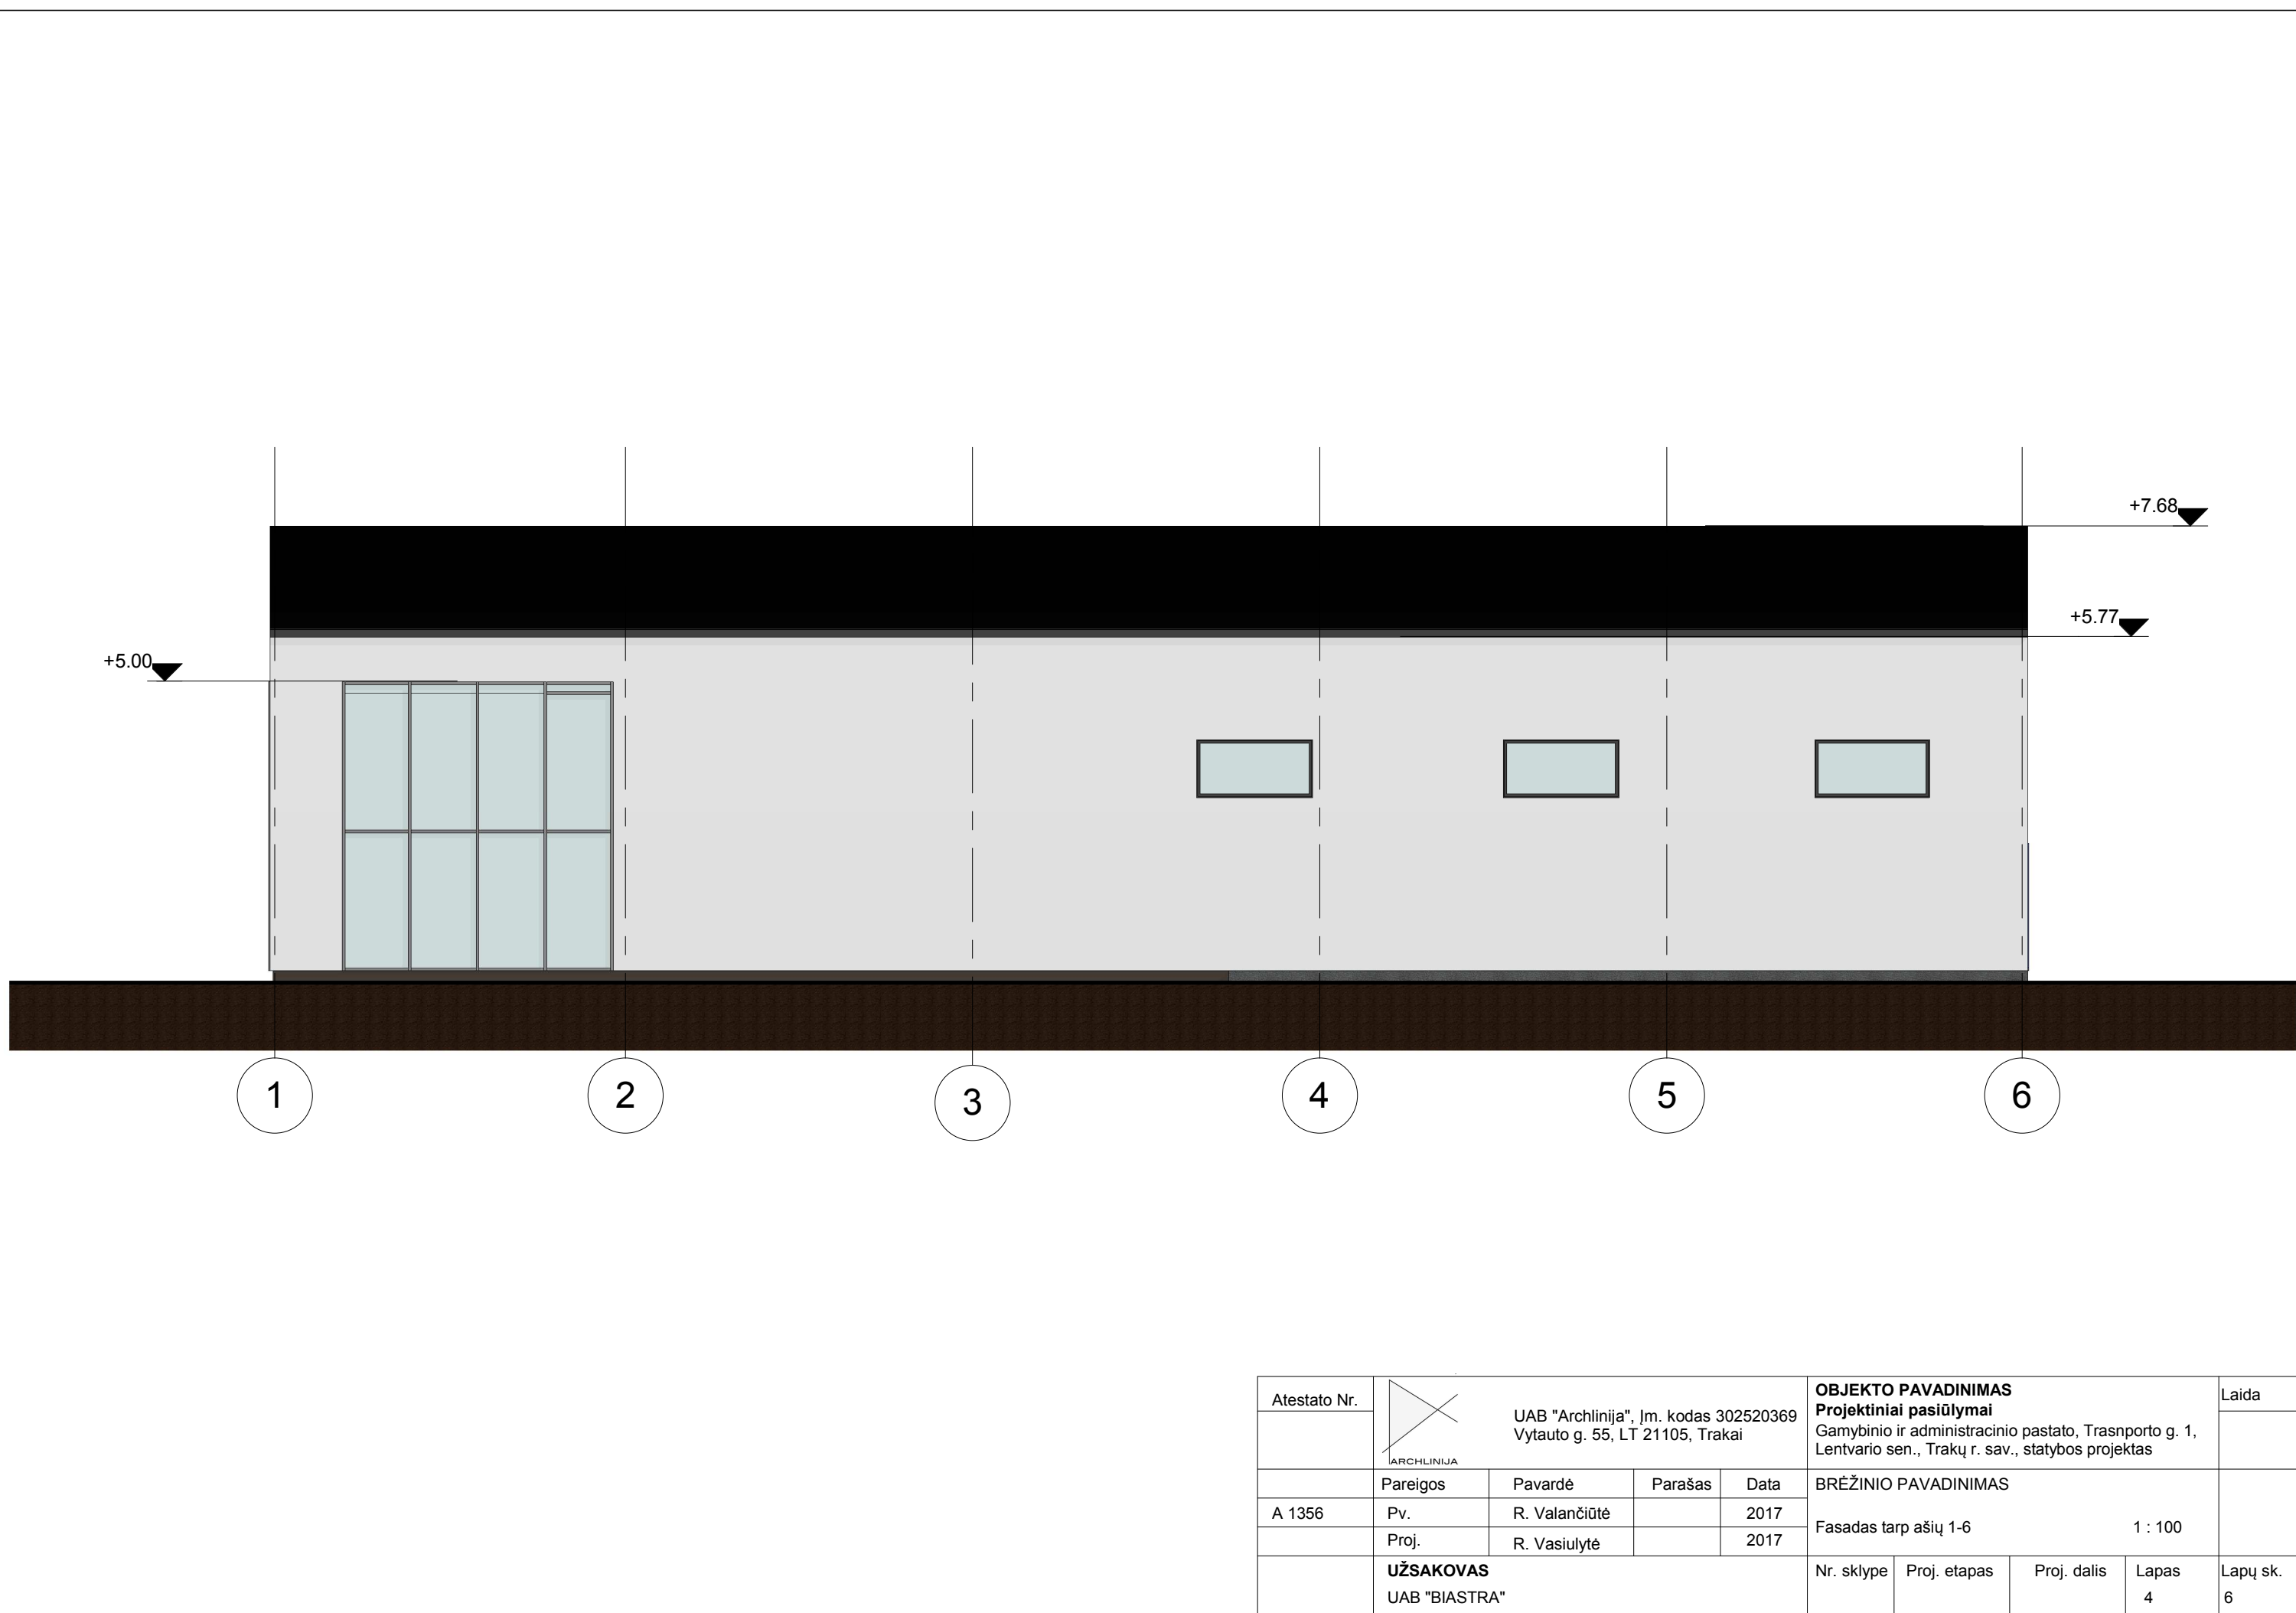 +7.68
+5.77
+5.00
1
2
3
4
5
6
Atestato Nr.
ARCHLINIJA
UAB "Archlinija", Įm. kodas 302520369
Vytauto g. 55, LT 21105, Trakai
OBJEKTO PAVADINIMAS
Projektiniai pasiūlymai
Gamybinio ir administracinio pastato, Trasnporto g. 1,
Lentvario sen., Trakų r. sav., statybos projektas
Laida
Pareigos Pavardė Parašas Data
BRĖŽINIO PAVADINIMAS
A 1356 Pv. R. Valančiūtė 2017
Fasadas tarp ašių 1-6 1 : 100
Proj. R. Vasiulytė 2017
UŽSAKOVAS
UAB "BIASTRA"
Nr. sklype Proj. etapas Proj. dalis Lapas Lapų sk.
4 6